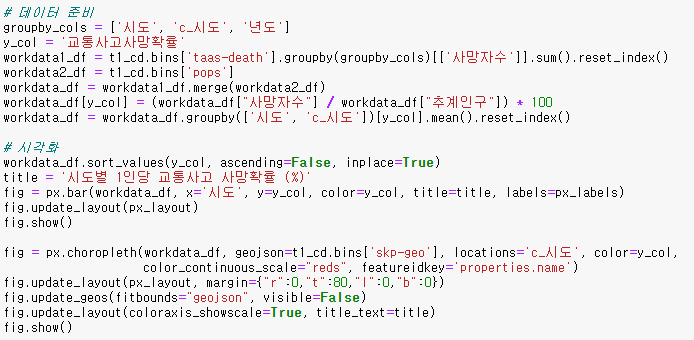 # 데이터 준비
groupby_cols = ['시도', 'c_시도', '년도']
y_col = '교통사고사망확률'
workdata1_df = t1_cd.bins['taas-death'].groupby(groupby_cols)[['사망자수']].sum().reset_index()
workdata2_df = t1_cd.bins['pops']
workdata_df = workdata1_df.merge(workdata2_df)
workdata_df[y_col] = (workdata_df["사망자수"] / workdata_df["추계인구"]) * 100
workdata_df = workdata_df.groupby(['시도', 'c_시도'])[y_col].mean().reset_index()
# 시각화
workdata_df.sort_values(y_col, ascending=False, inplace=True)
title = '시도별 1인당 교통사고 사망확률 (%)'
fig = px.bar(workdata_df, x='시도', y=y_col, color=y_col, title=title, labels=px_labels)
fig.update_layout(px_layout)
fig.show()
fig = px.choropleth(workdata_df, geojson=t1_cd.bins['skp-geo'], locations='c_시도', color=y_col,
color_continuous_scale="reds", featureidkey='properties.name')
fig.update_layout(px_layout, margin={"r":0,"t":80,"l":0,"b":0})
fig.update_geos(fitbounds="geojson", visible=False)
fig.update_layout(coloraxis_showscale=True, title_text=title)
fig.show()